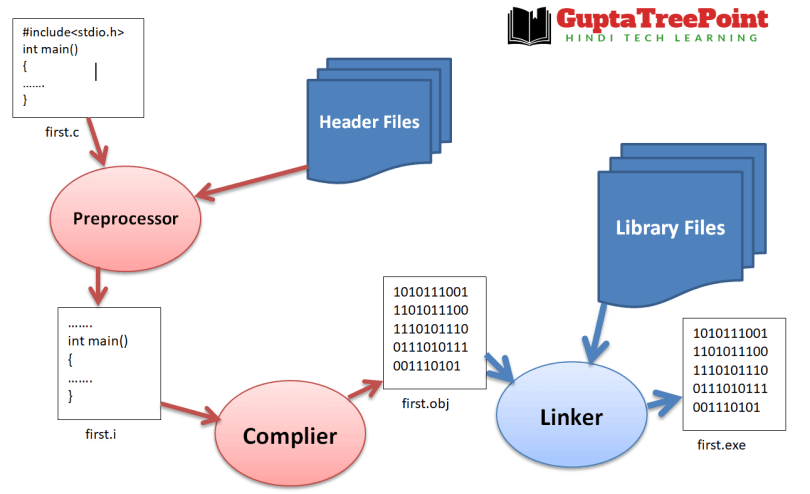 GuptaTreePoint
HINDI TECH LEARNING
#include<stdio.h>
int main()
{
.......
}
first.c
Header Files
Preprocessor
Library Files
.......
int main()
{
.......
}
first.i
Complier
1010111001
1101011100
1110101110
0111010111
001110101
first.obj
Linker
1010111001
1101011100
1110101110
0111010111
001110101
first.exe